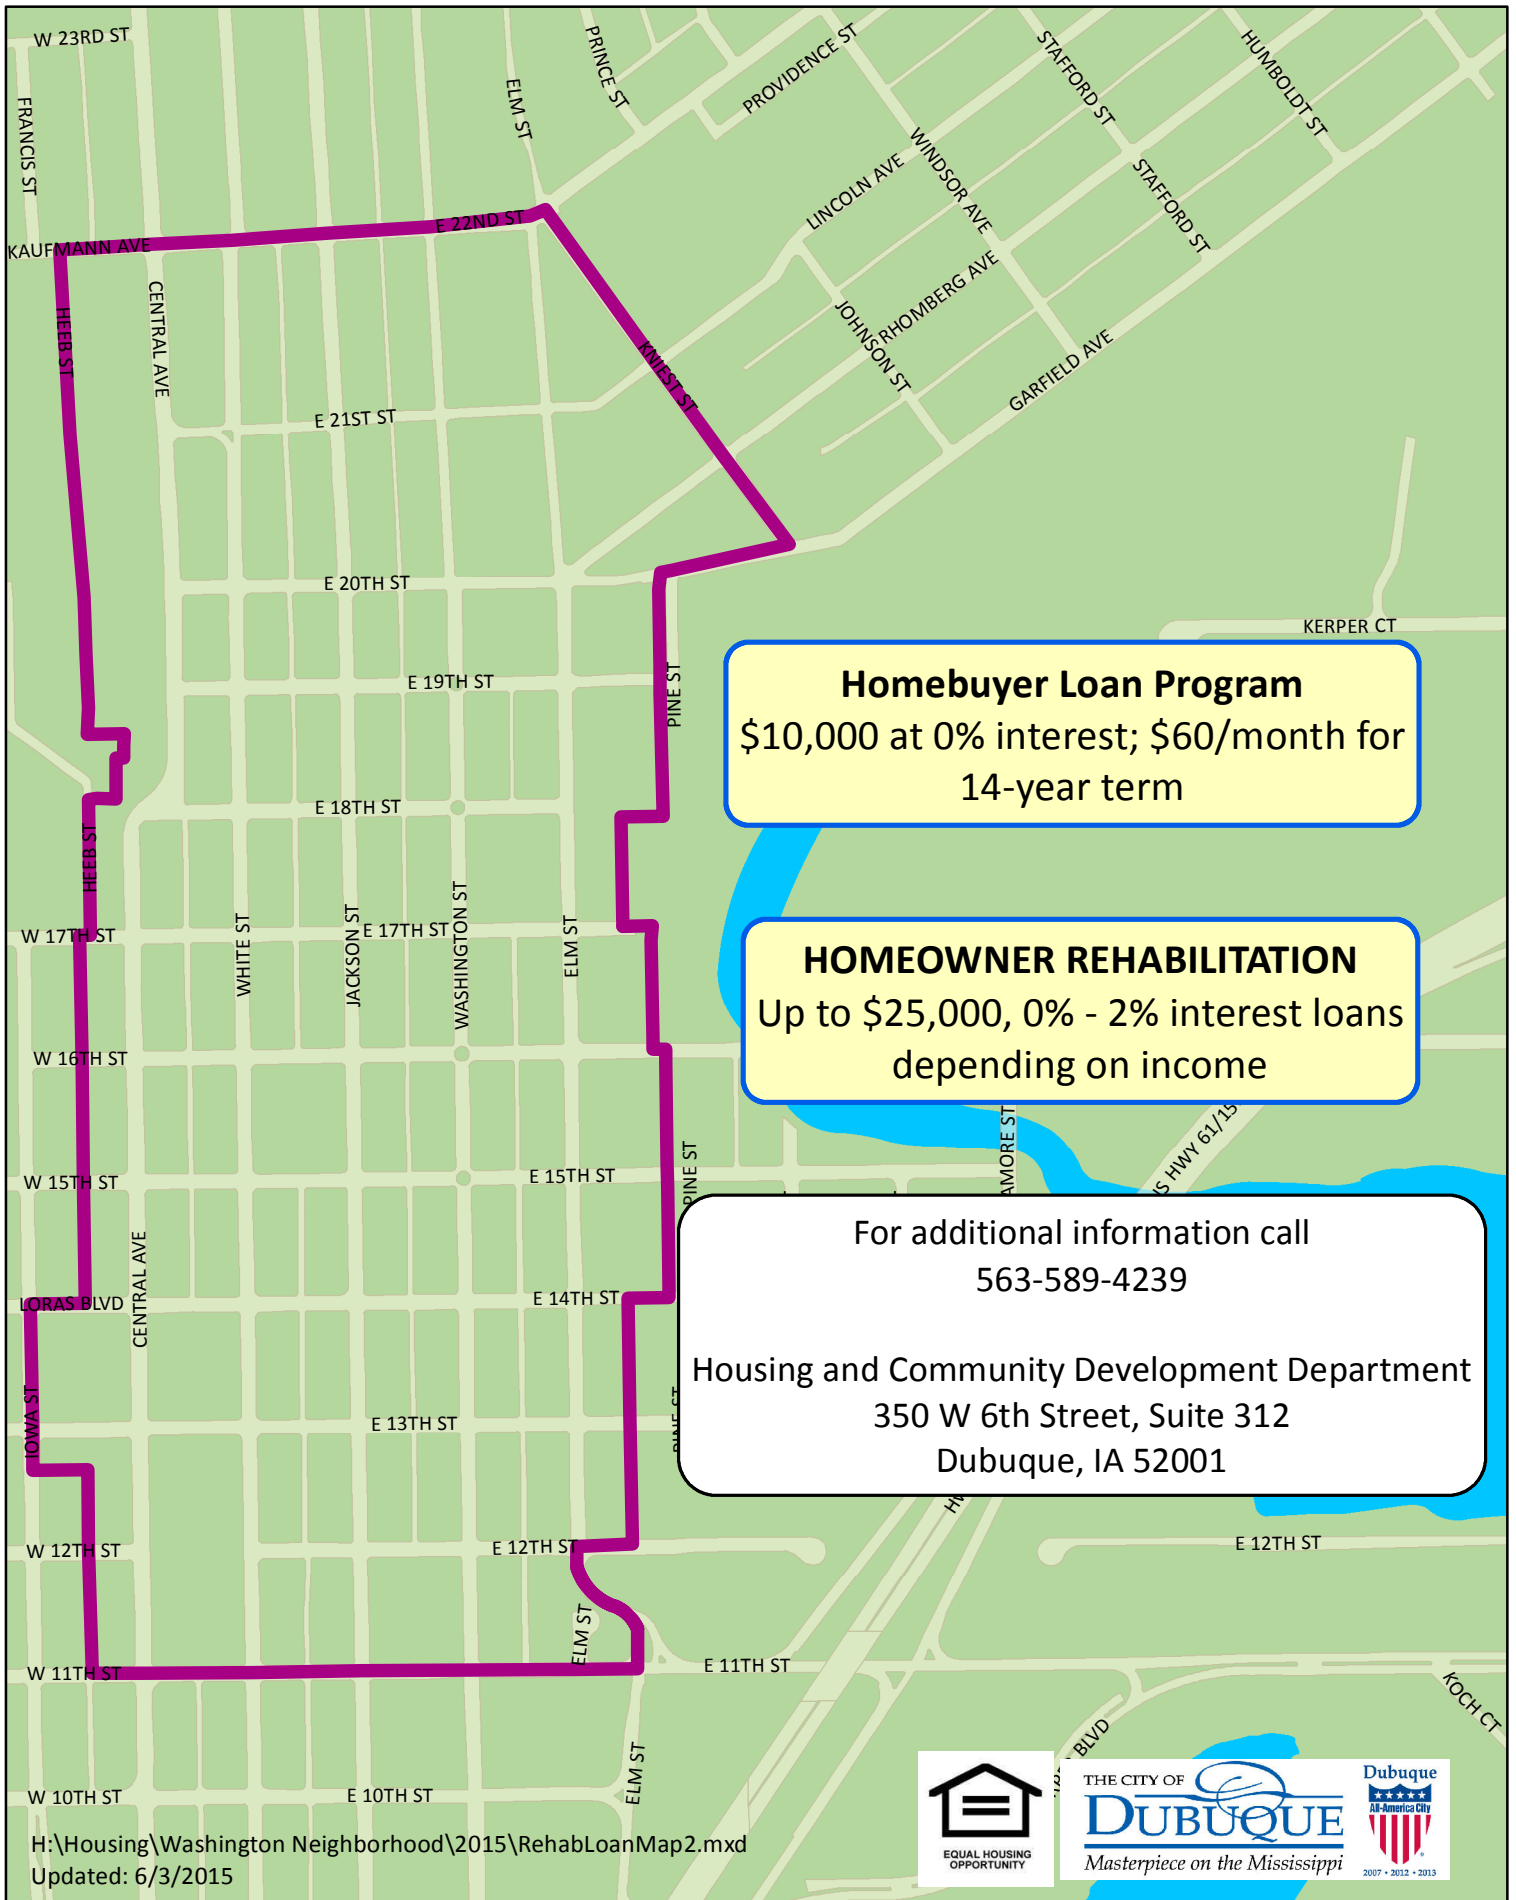 W 23RD ST
FRANCIS ST
ELM ST
PRINCE ST
PROVIDENCE ST
STAFFORD ST
HUMBOLDT ST
LINCOLN AVE
WINDSOR AVE
STAFFORD ST
KAUFMANN AVE
E 22ND ST
HEEB ST
CENTRAL AVE
KNIEST ST
JOHNSON ST
RHOMBERG AVE
GARFIELD AVE
E 21ST ST
E 20TH ST
KERPER CT
E 19TH ST
PINE ST
Homebuyer Loan Program
$10,000 at 0% interest; $60/month for
14-year term
E 18TH ST
HEEB ST
W 17TH ST
WHITE ST
JACKSON ST
E 17TH ST
WASHINGTON ST
ELM ST
HOMEOWNER REHABILITATION
Up to $25,000, 0% - 2% interest loans
depending on income
W 16TH ST
AMORE ST
US HWY 61/15
W 15TH ST
E 15TH ST
PINE ST
For additional information call
563-589-4239
Housing and Community Development Department
350 W 6th Street, Suite 312
Dubuque, IA 52001
LORAS BLVD
CENTRAL AVE
E 14TH ST
IOWA ST
E 13TH ST
PINE ST
W 12TH ST
E 12TH ST
E 12TH ST
ELM ST
W 11TH ST
E 11TH ST
KOCH CT
BLVD
ELM ST
W 10TH ST
E 10TH ST
H:\Housing\Washington Neighborhood\2015\RehabLoanMap2.mxd
Updated: 6/3/2015
EQUAL HOUSING
OPPORTUNITY
THE CITY OF
DUBUQUE
Masterpiece on the Mississippi
Dubuque
All-America City
2007 • 2012 • 2013